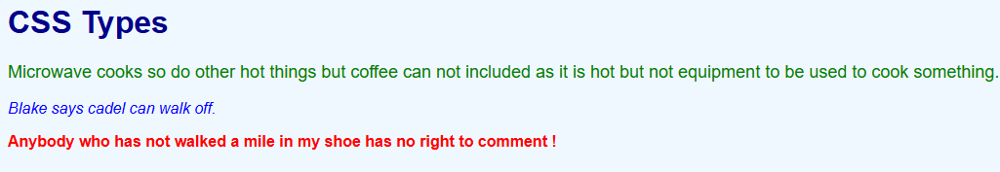 CSS Types
Microwave cooks so do other hot things but coffee can not included as it is hot but not equipment to be used to cook something.
Blake says cadel can walk off.
Anybody who has not walked a mile in my shoe has no right to comment !